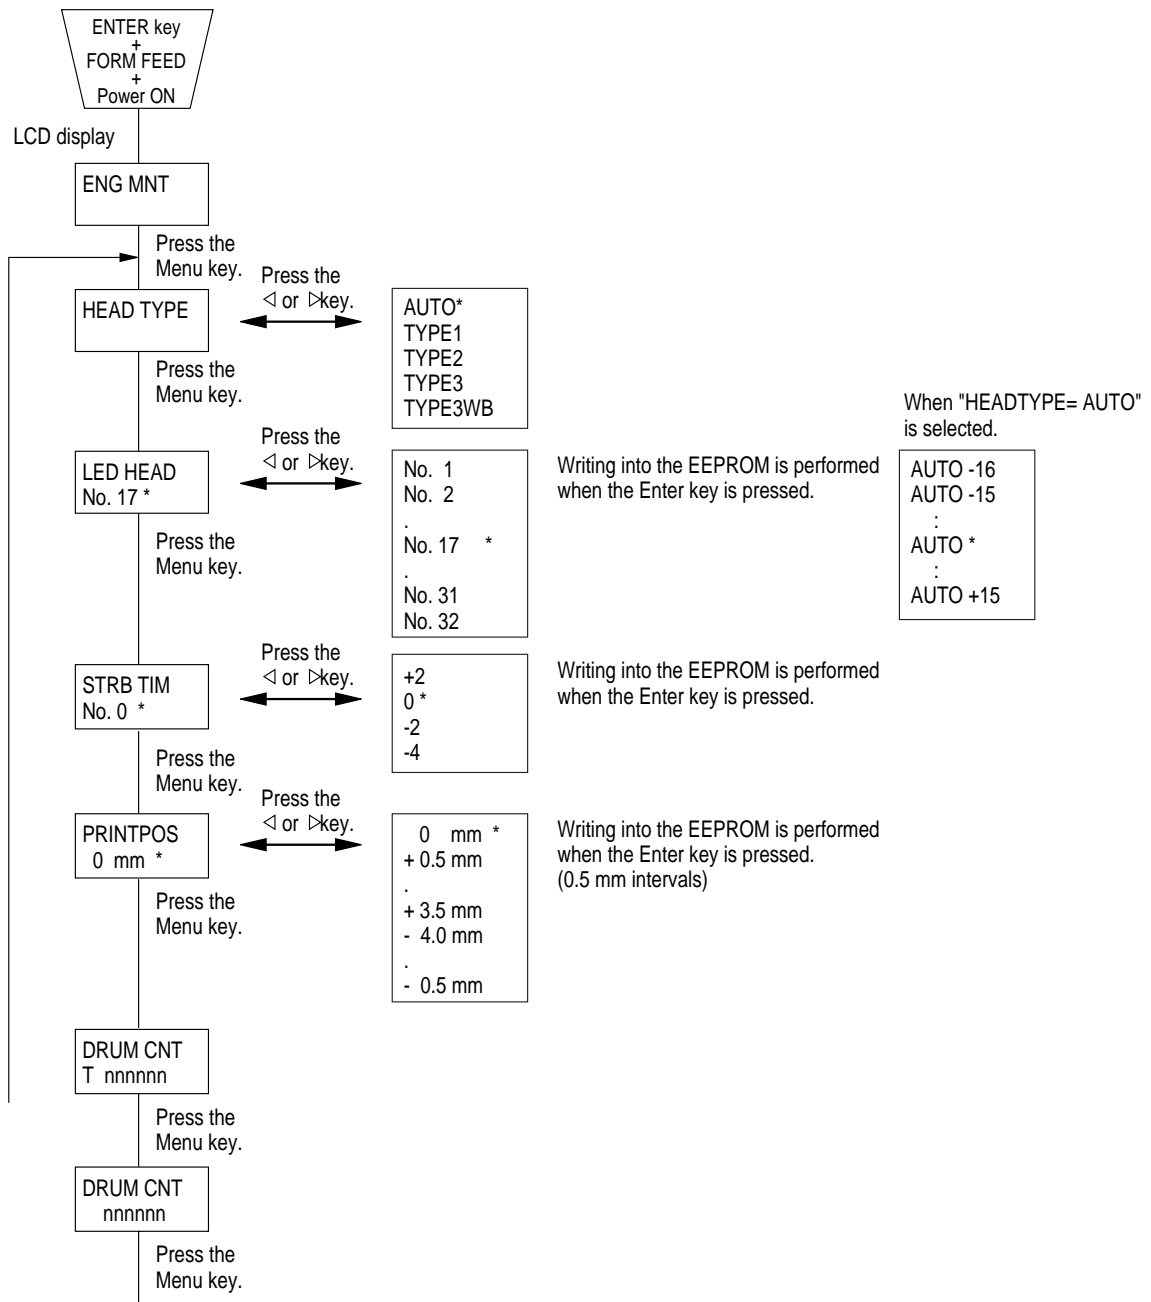 ENTER key
+
FORM FEED
+
Power ON
LCD display
ENG MNT
Press the
Menu key.
HEAD TYPE
Press the
◁ or ▷key.
AUTO*
TYPE1
TYPE2
TYPE3
TYPE3WB
Press the
Menu key.
LED HEAD
No. 17 *
Press the
◁ or ▷key.
No. 1
No. 2
.
No. 17 *
.
No. 31
No. 32
Writing into the EEPROM is performed
when the Enter key is pressed.
When "HEADTYPE= AUTO"
is selected.
AUTO -16
AUTO -15
:
AUTO *
:
AUTO +15
Press the
Menu key.
STRB TIM
No. 0 *
Press the
◁ or ▷key.
+2
0 *
-2
-4
Writing into the EEPROM is performed
when the Enter key is pressed.
Press the
Menu key.
PRINTPOS
0 mm *
Press the
◁ or ▷key.
0 mm *
+ 0.5 mm
.
+ 3.5 mm
- 4.0 mm
.
- 0.5 mm
Writing into the EEPROM is performed
when the Enter key is pressed.
(0.5 mm intervals)
Press the
Menu key.
DRUM CNT
T nnnnnn
Press the
Menu key.
DRUM CNT
nnnnnn
Press the
Menu key.